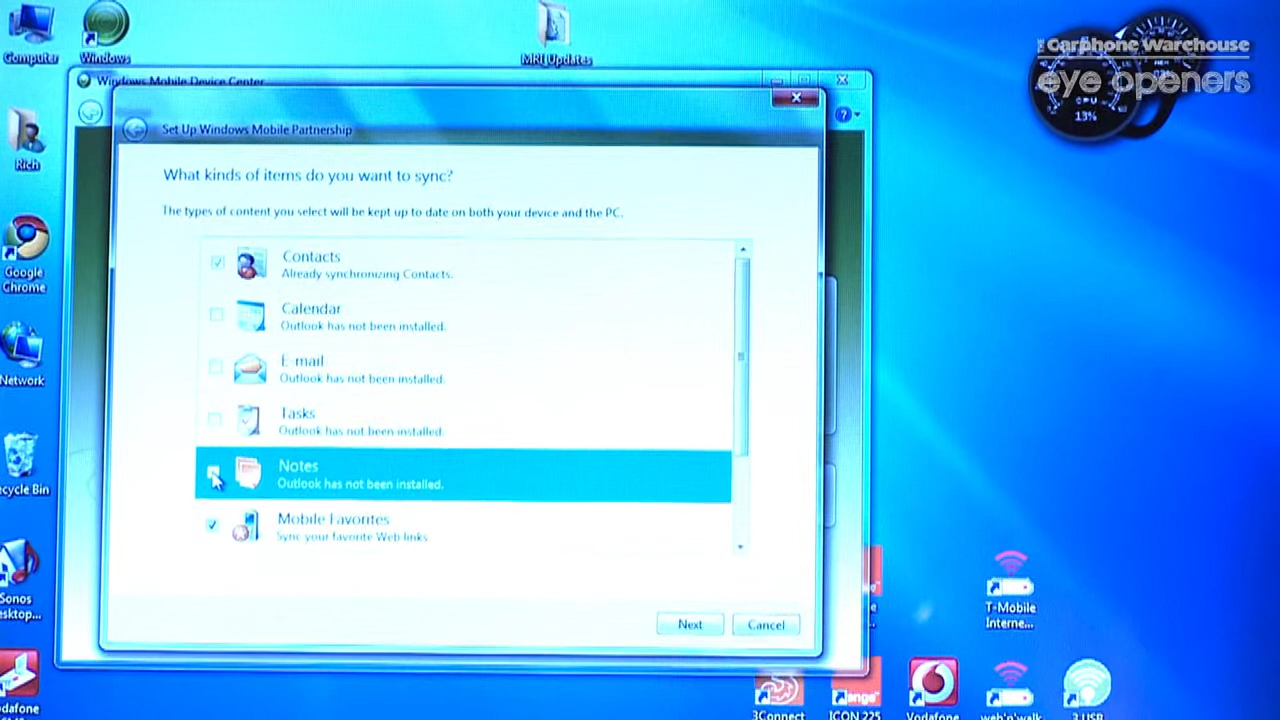 Computer
Windows
MRI Updates
THE Carphone Warehouse
eye openers
CPU
13%
Windows Mobile Device Center
Set Up Windows Mobile Partnership
What kinds of items do you want to sync?
The types of content you select will be kept up to date on both your device and the PC.
Contacts
Already synchronizing Contacts.
Calendar
Outlook has not been installed.
E-mail
Outlook has not been installed.
Tasks
Outlook has not been installed.
Notes
Outlook has not been installed.
Mobile Favorites
Sync your favorite Web links
Next
Cancel
Rich
Google
Chrome
Network
ecycle Bin
Sonos
esktop...
odafone
T-Mobile
Interne...
3Connect
ange
ICON 225
Vodafone
web'n'walk
3 USB